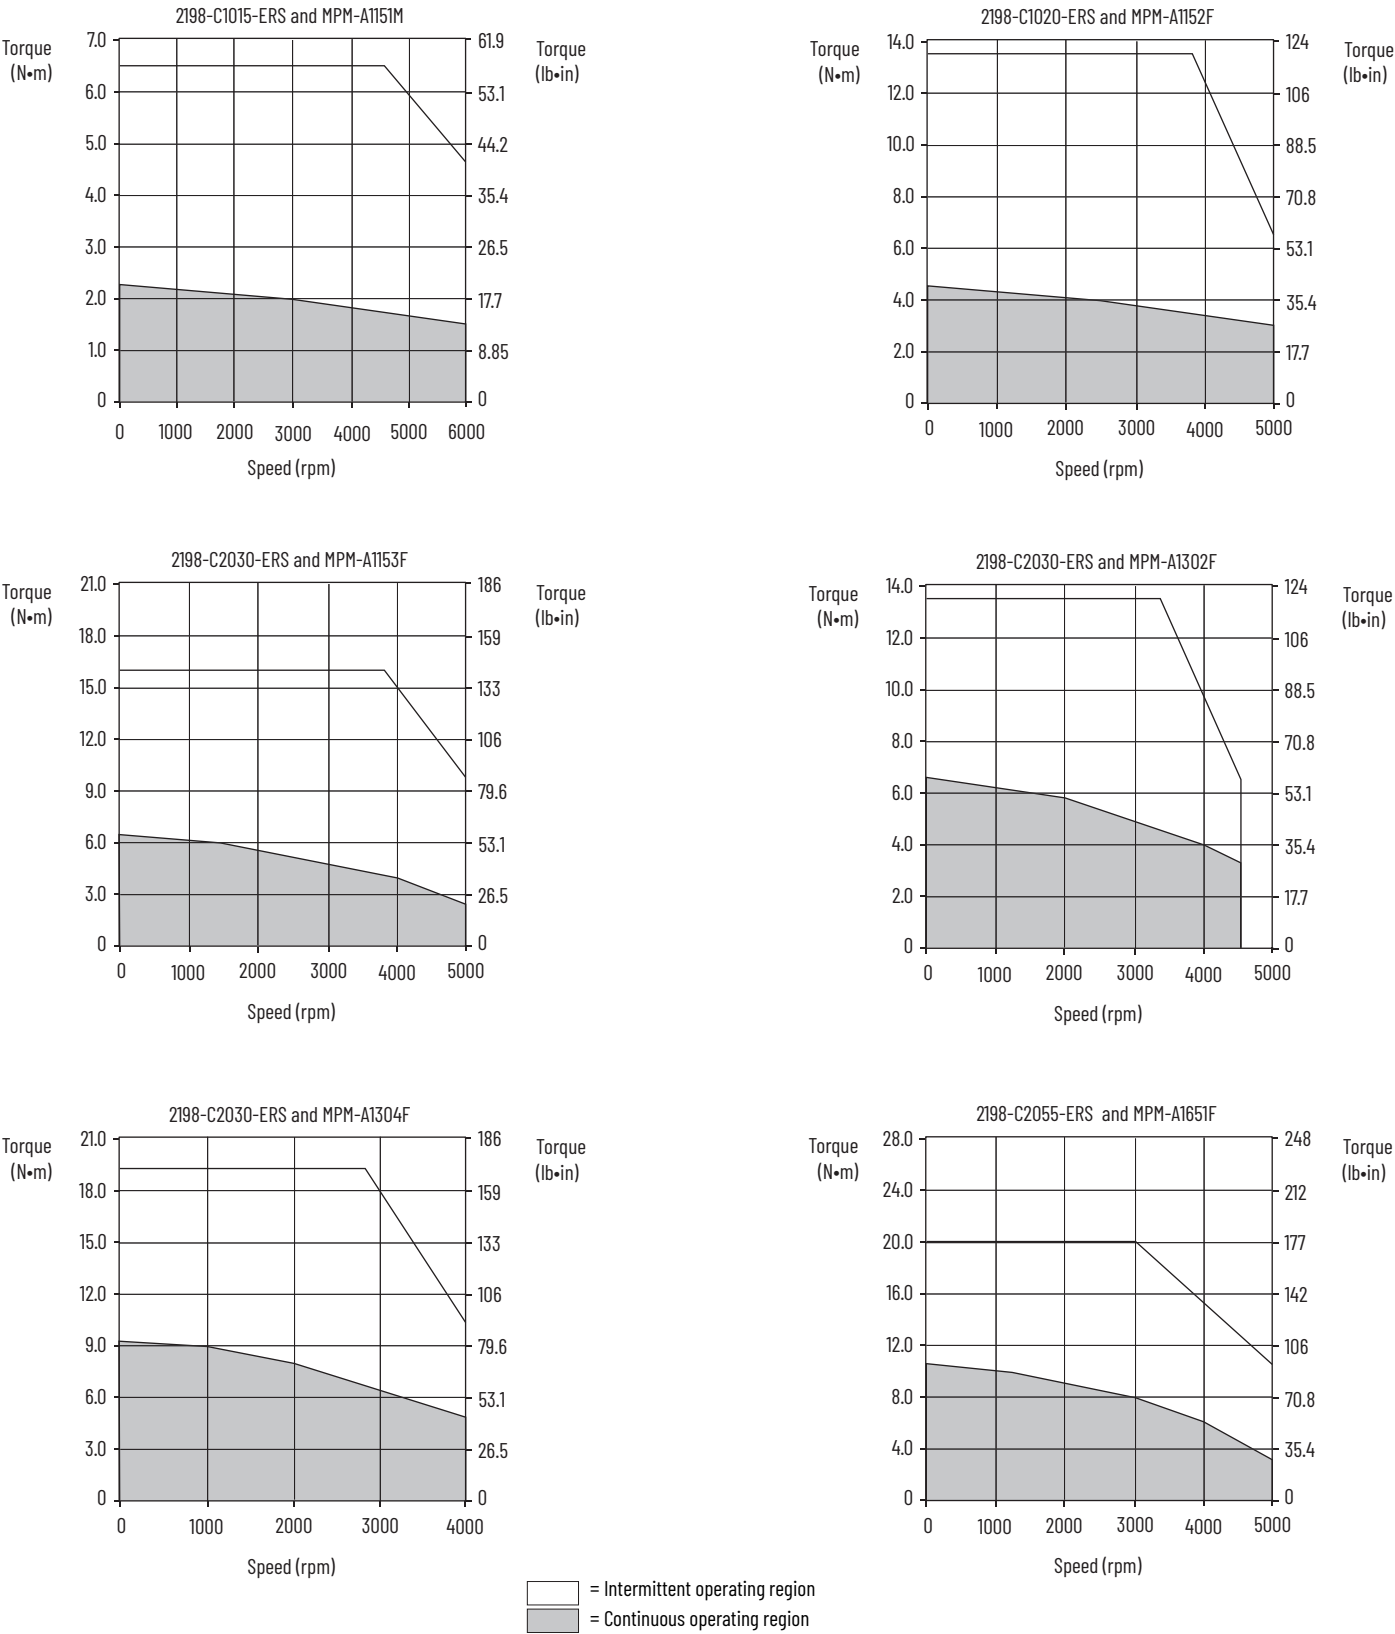 2198-C1015-ERS and MPM-A1151M
Torque
(N•m)
7.0
6.0
5.0
4.0
3.0
2.0
1.0
0
61.9
53.1
44.2
35.4
26.5
17.7
8.85
0
Torque
(lb•in)
0 1000 2000 3000 4000 5000 6000
Speed (rpm)
2198-C1020-ERS and MPM-A1152F
Torque
(N•m)
14.0
12.0
10.0
8.0
6.0
4.0
2.0
0
124
106
88.5
70.8
53.1
35.4
17.7
0
Torque
(lb•in)
0 1000 2000 3000 4000 5000
Speed (rpm)
2198-C2030-ERS and MPM-A1153F
Torque
(N•m)
21.0
18.0
15.0
12.0
9.0
6.0
3.0
0
186
159
133
106
79.6
53.1
26.5
0
Torque
(lb•in)
0 1000 2000 3000 4000 5000
Speed (rpm)
2198-C2030-ERS and MPM-A1302F
Torque
(N•m)
14.0
12.0
10.0
8.0
6.0
4.0
2.0
0
124
106
88.5
70.8
53.1
35.4
17.7
0
Torque
(lb•in)
0 1000 2000 3000 4000 5000
Speed (rpm)
2198-C2030-ERS and MPM-A1304F
Torque
(N•m)
21.0
18.0
15.0
12.0
9.0
6.0
3.0
0
186
159
133
106
79.6
53.1
26.5
0
Torque
(lb•in)
0 1000 2000 3000 4000
Speed (rpm)
2198-C2055-ERS and MPM-A1651F
Torque
(N•m)
28.0
24.0
20.0
16.0
12.0
8.0
4.0
0
248
212
177
142
106
70.8
35.4
0
Torque
(lb•in)
0 1000 2000 3000 4000 5000
Speed (rpm)
= Intermittent operating region
= Continuous operating region